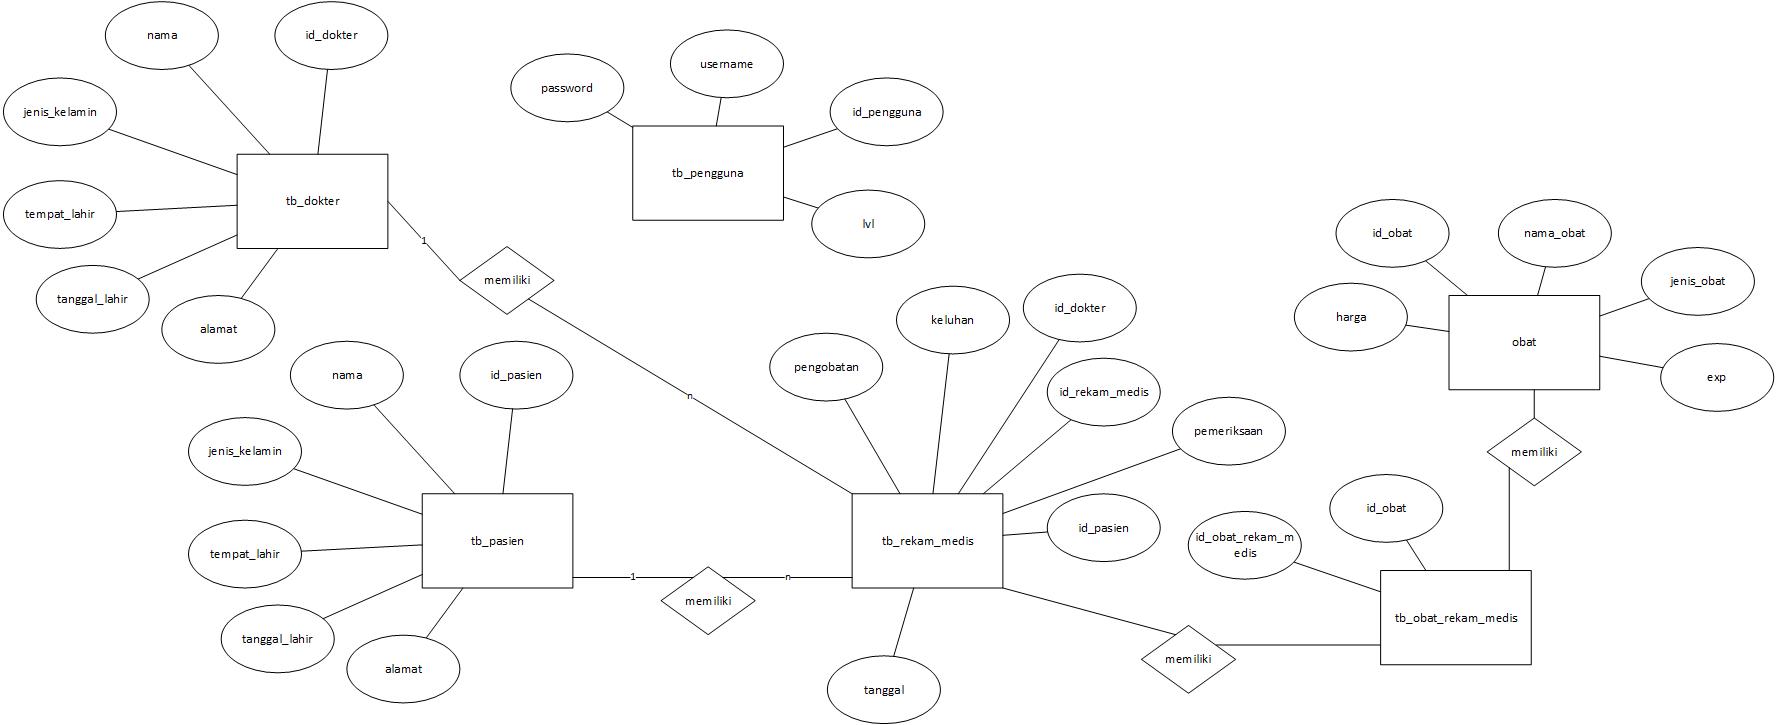 nama
id_dokter
jenis_kelamin
tempat_lahir
tanggal_lahir
alamat
tb_dokter
password
username
id_pengguna
tb_pengguna
lvl
1
memiliki
n
nama
id_pasien
jenis_kelamin
tempat_lahir
tanggal_lahir
alamat
tb_pasien
1
memiliki
n
pengobatan
keluhan
id_dokter
id_rekam_medis
pemeriksaan
id_pasien
tb_rekam_medis
tanggal
memiliki
id_obat
nama_obat
jenis_obat
harga
obat
exp
memiliki
id_obat
id_obat_rekam_m
edis
tb_obat_rekam_medis